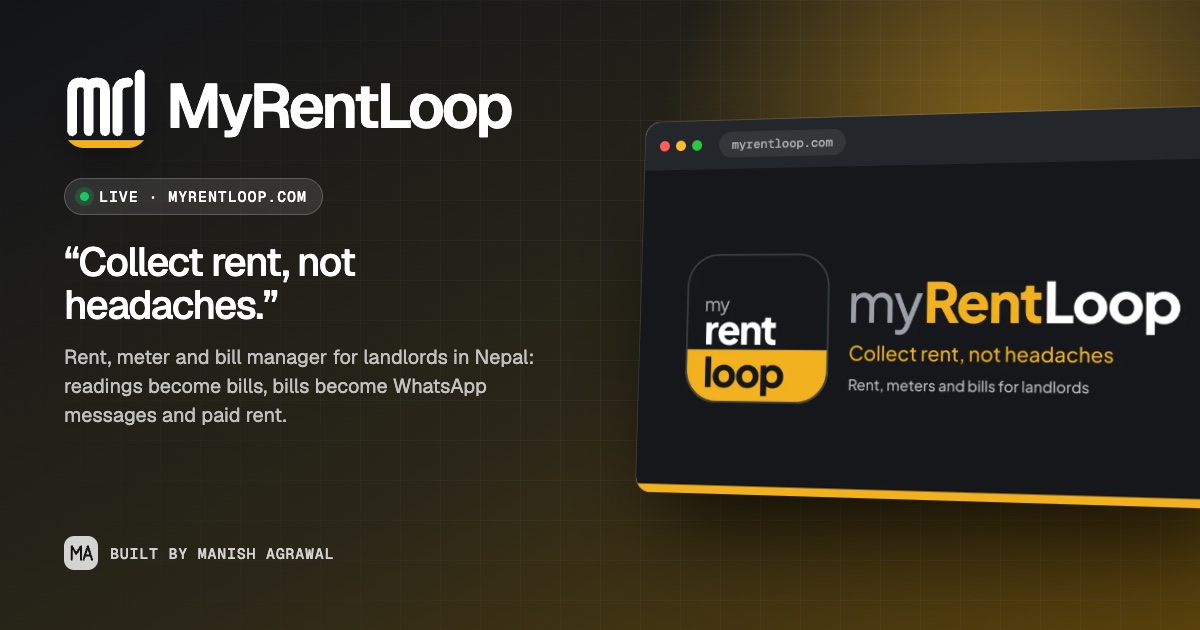 mrl MyRentLoop
LIVE · MYRENTLOOP.COM
“Collect rent, not
headaches.”
Rent, meter and bill manager for landlords in Nepal:
readings become bills, bills become WhatsApp
messages and paid rent.
MA BUILT BY MANISH AGRAWAL
myrentloop.com
my
rent
loop
myRentLoop
Collect rent, not headaches
Rent, meters and bills for landlords